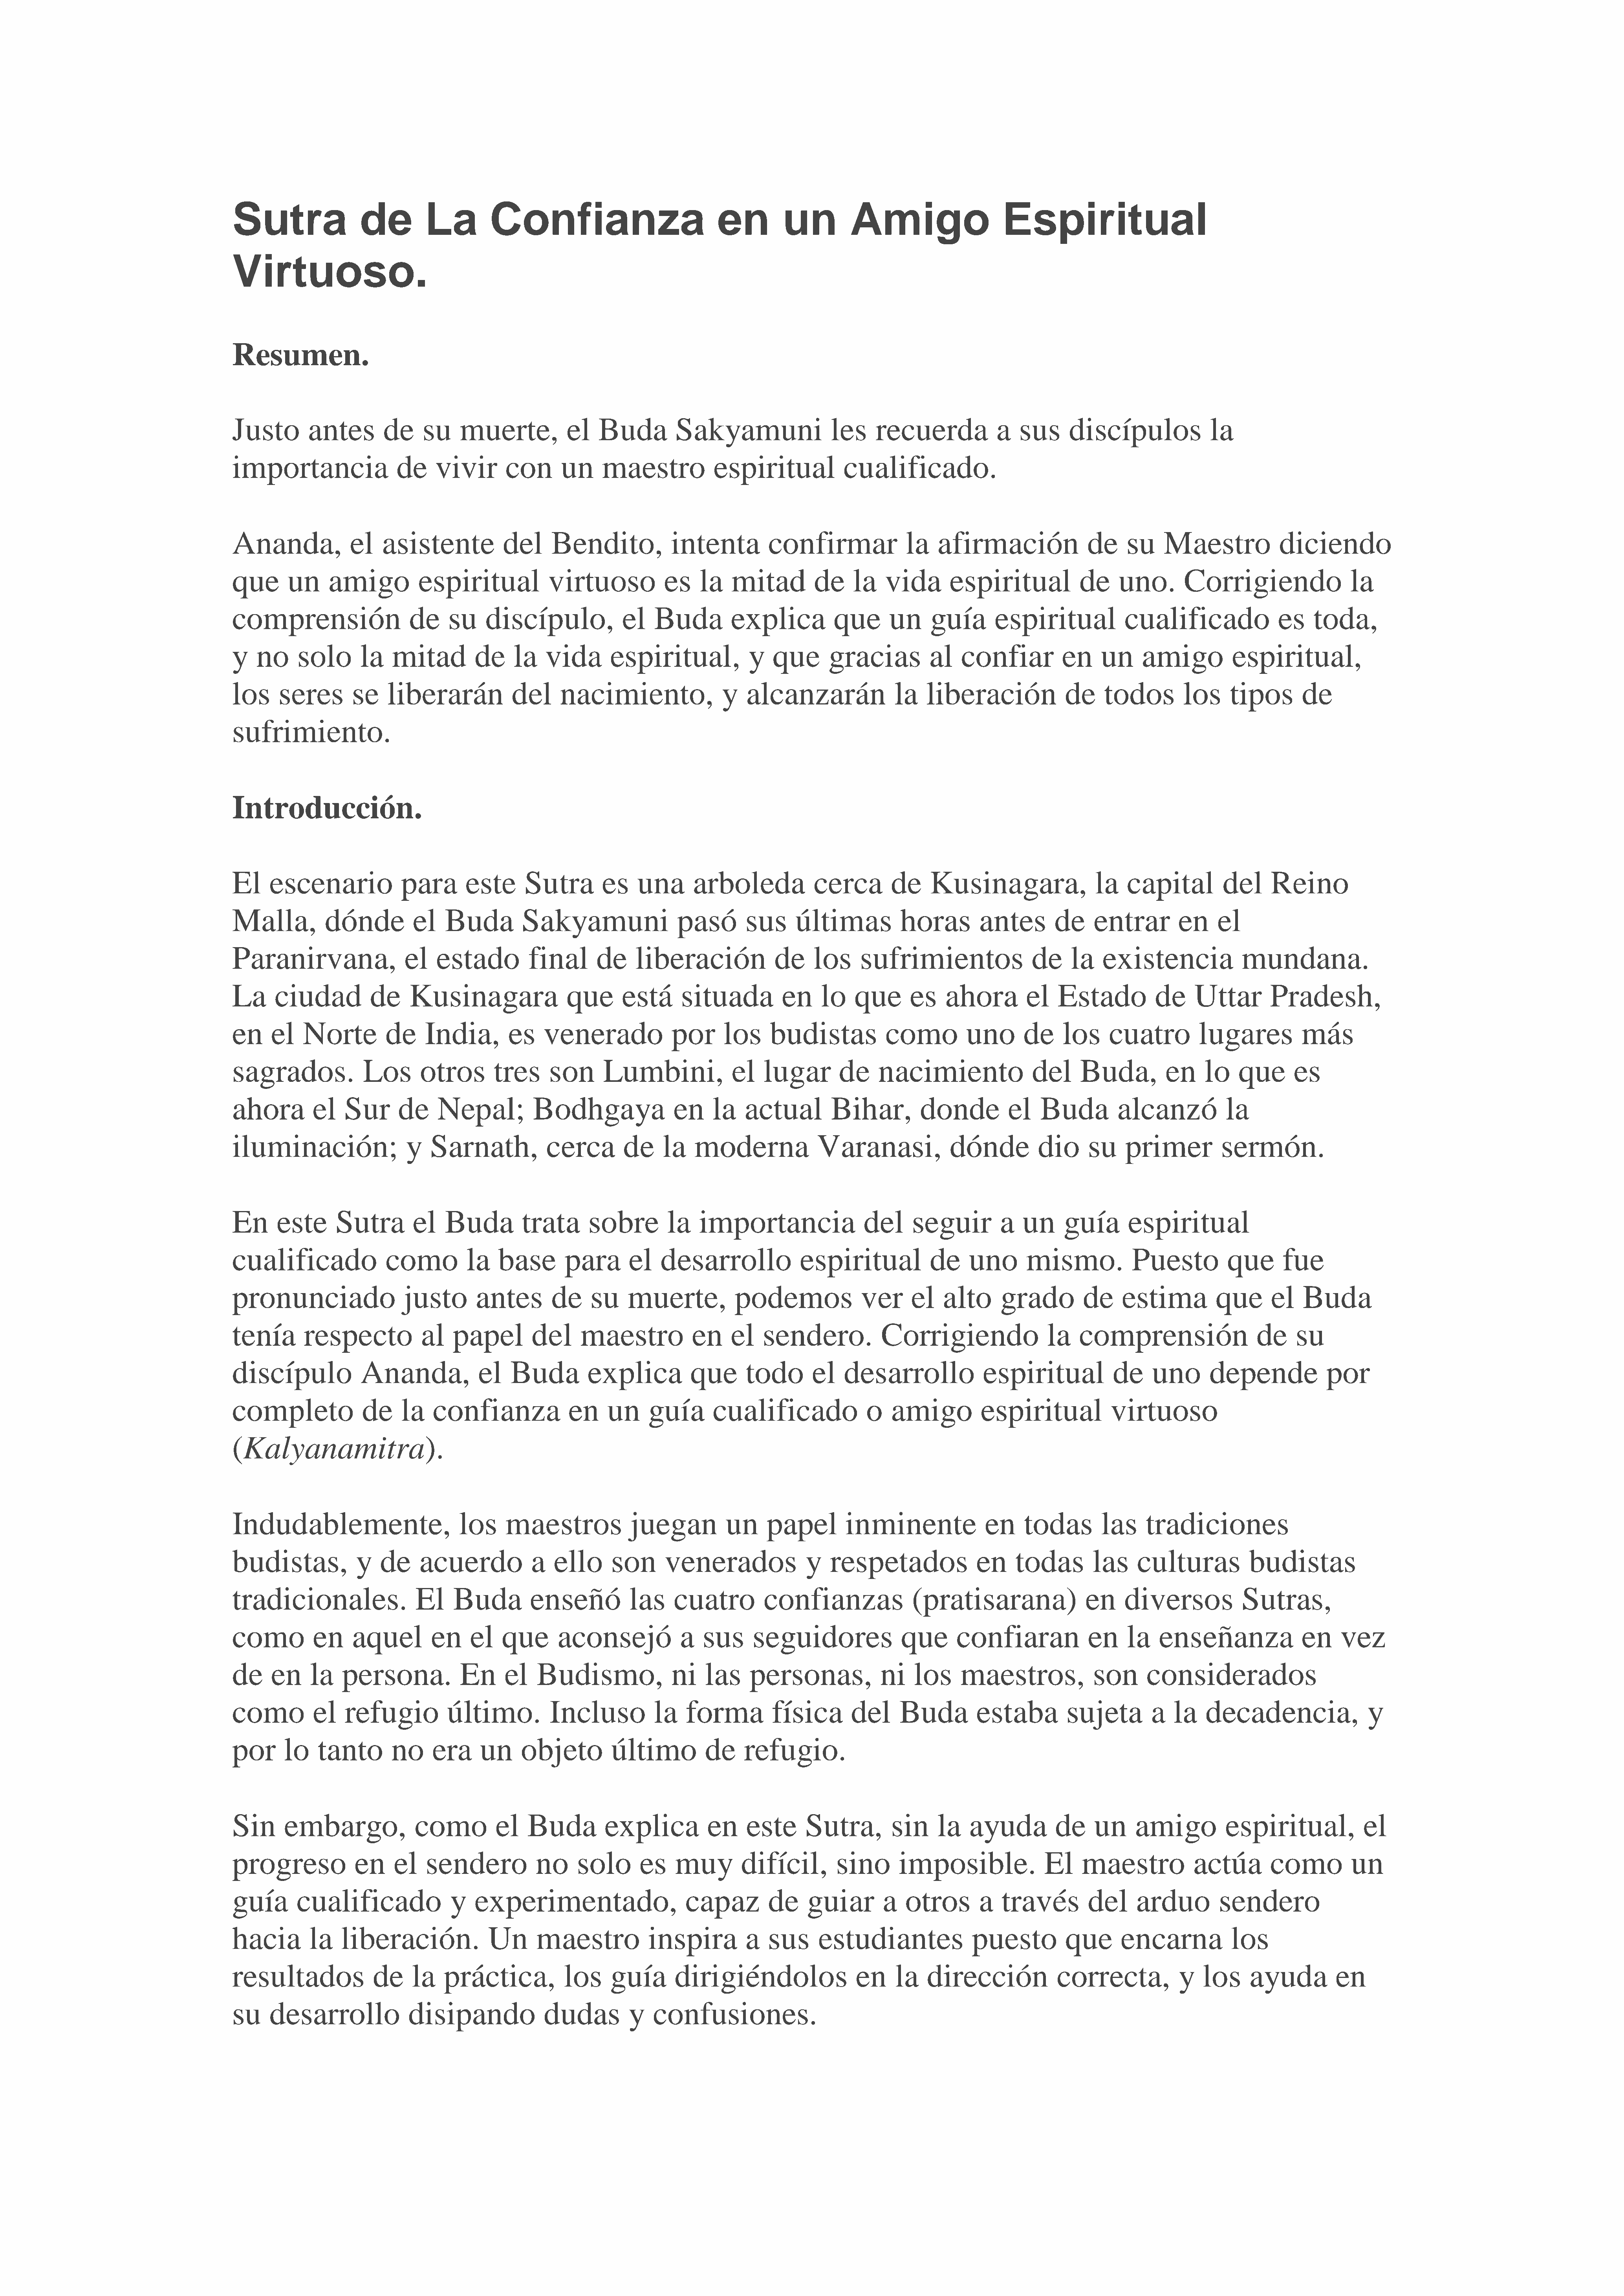 Sutra de La Confianza en un Amigo Espiritual
Virtuoso.
Resumen.
Justo antes de su muerte, el Buda Sakyamuni les recuerda a sus discípulos la
importancia de vivir con un maestro espiritual cualificado.
Ananda, el asistente del Bendito, intenta confirmar la afirmación de su Maestro diciendo
que un amigo espiritual virtuoso es la mitad de la vida espiritual de uno. Corrigiendo la
comprensión de su discípulo, el Buda explica que un guía espiritual cualificado es toda,
y no solo la mitad de la vida espiritual, y que gracias al confiar en un amigo espiritual,
los seres se liberarán del nacimiento, y alcanzarán la liberación de todos los tipos de
sufrimiento.
Introducción.
El escenario para este Sutra es una arboleda cerca de Kusinagara, la capital del Reino
Malla, dónde el Buda Sakyamuni pasó sus últimas horas antes de entrar en el
Paranirvana, el estado final de liberación de los sufrimientos de la existencia mundana.
La ciudad de Kusinagara que está situada en lo que es ahora el Estado de Uttar Pradesh,
en el Norte de India, es venerado por los budistas como uno de los cuatro lugares más
sagrados. Los otros tres son Lumbini, el lugar de nacimiento del Buda, en lo que es
ahora el Sur de Nepal; Bodhgaya en la actual Bihar, donde el Buda alcanzó la
iluminación; y Sarnath, cerca de la moderna Varanasi, dónde dio su primer sermón.
En este Sutra el Buda trata sobre la importancia del seguir a un guía espiritual
cualificado como la base para el desarrollo espiritual de uno mismo. Puesto que fue
pronunciado justo antes de su muerte, podemos ver el alto grado de estima que el Buda
tenía respecto al papel del maestro en el sendero. Corrigiendo la comprensión de su
discípulo Ananda, el Buda explica que todo el desarrollo espiritual de uno depende por
completo de la confianza en un guía cualificado o amigo espiritual virtuoso
(Kalyanamitra).
Indudablemente, los maestros juegan un papel inminente en todas las tradiciones
budistas, y de acuerdo a ello son venerados y respetados en todas las culturas budistas
tradicionales. El Buda enseñó las cuatro confianzas (pratisarana) en diversos Sutras,
como en aquel en el que aconsejó a sus seguidores que confiaran en la enseñanza en vez
de en la persona. En el Budismo, ni las personas, ni los maestros, son considerados
como el refugio último. Incluso la forma física del Buda estaba sujeta a la decadencia, y
por lo tanto no era un objeto último de refugio.
Sin embargo, como el Buda explica en este Sutra, sin la ayuda de un amigo espiritual, el
progreso en el sendero no solo es muy difícil, sino imposible. El maestro actúa como un
guía cualificado y experimentado, capaz de guiar a otros a través del arduo sendero
hacia la liberación. Un maestro inspira a sus estudiantes puesto que encarna los
resultados de la práctica, los guía dirigiéndolos en la dirección correcta, y los ayuda en
su desarrollo disipando dudas y confusiones.